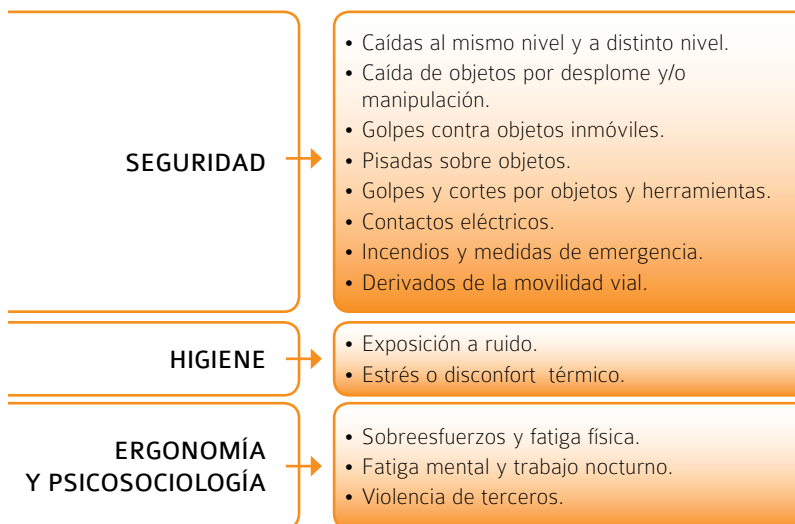 SEGURIDAD
• Caídas al mismo nivel y a distinto nivel.
• Caída de objetos por desplome y/o
manipulación.
• Golpes contra objetos inmóviles.
• Pisadas sobre objetos.
• Golpes y cortes por objetos y herramientas.
• Contactos eléctricos.
• Incendios y medidas de emergencia.
• Derivados de la movilidad vial.
HIGIENE
• Exposición a ruido.
• Estrés o disconfort térmico.
ERGONOMÍA
Y PSICOSOCIOLOGÍA
• Sobreesfuerzos y fatiga física.
• Fatiga mental y trabajo nocturno.
• Violencia de terceros.